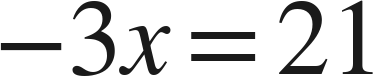 −3x = 21